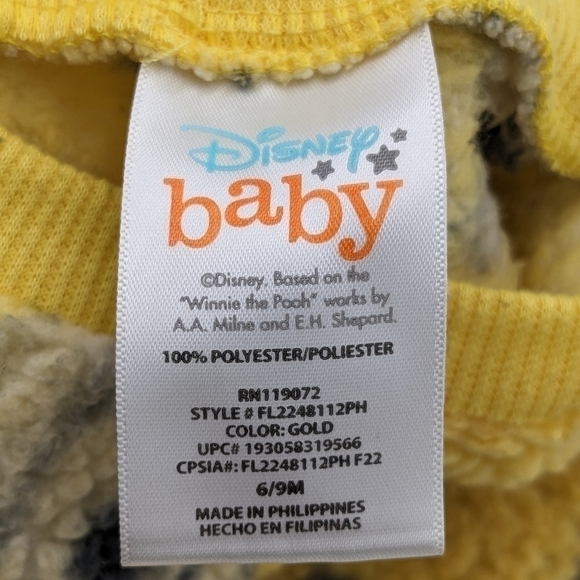 Disney
baby
©Disney. Based on the
"Winnie the Pooh" works by
A.A. Milne and E.H. Shepard.
100% POLYESTER/POLIESTER
RN119072
STYLE # FL2248112PH
COLOR: GOLD
UPC# 193058319566
CPSIA#: FL2248112PH F22
6/9M
MADE IN PHILIPPINES
HECHO EN FILIPINAS